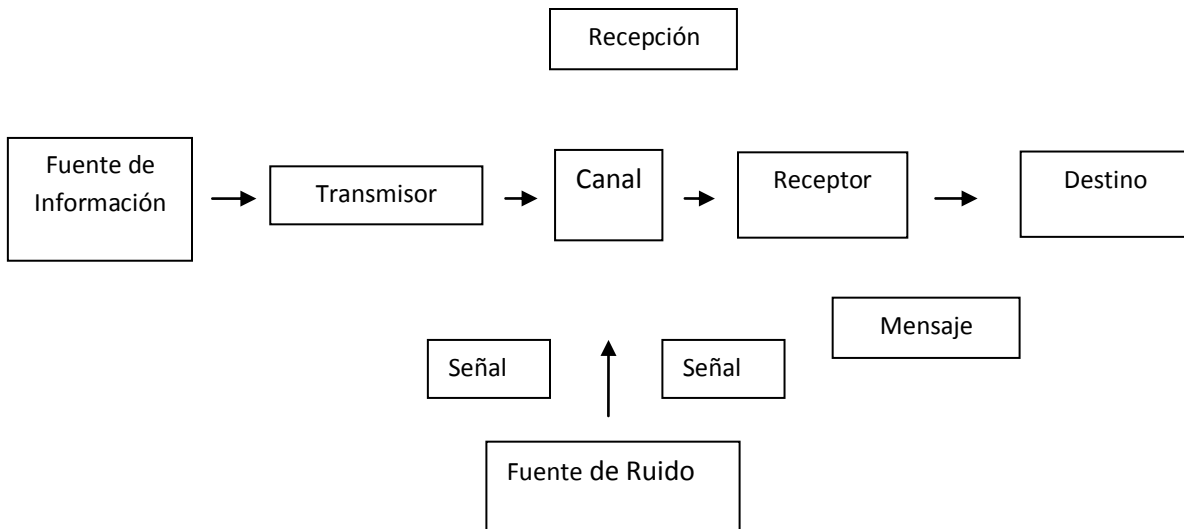 Recepción
Fuente de
Información
Transmisor
Canal
Receptor
Destino
Mensaje
Señal
Señal
Fuente de Ruido